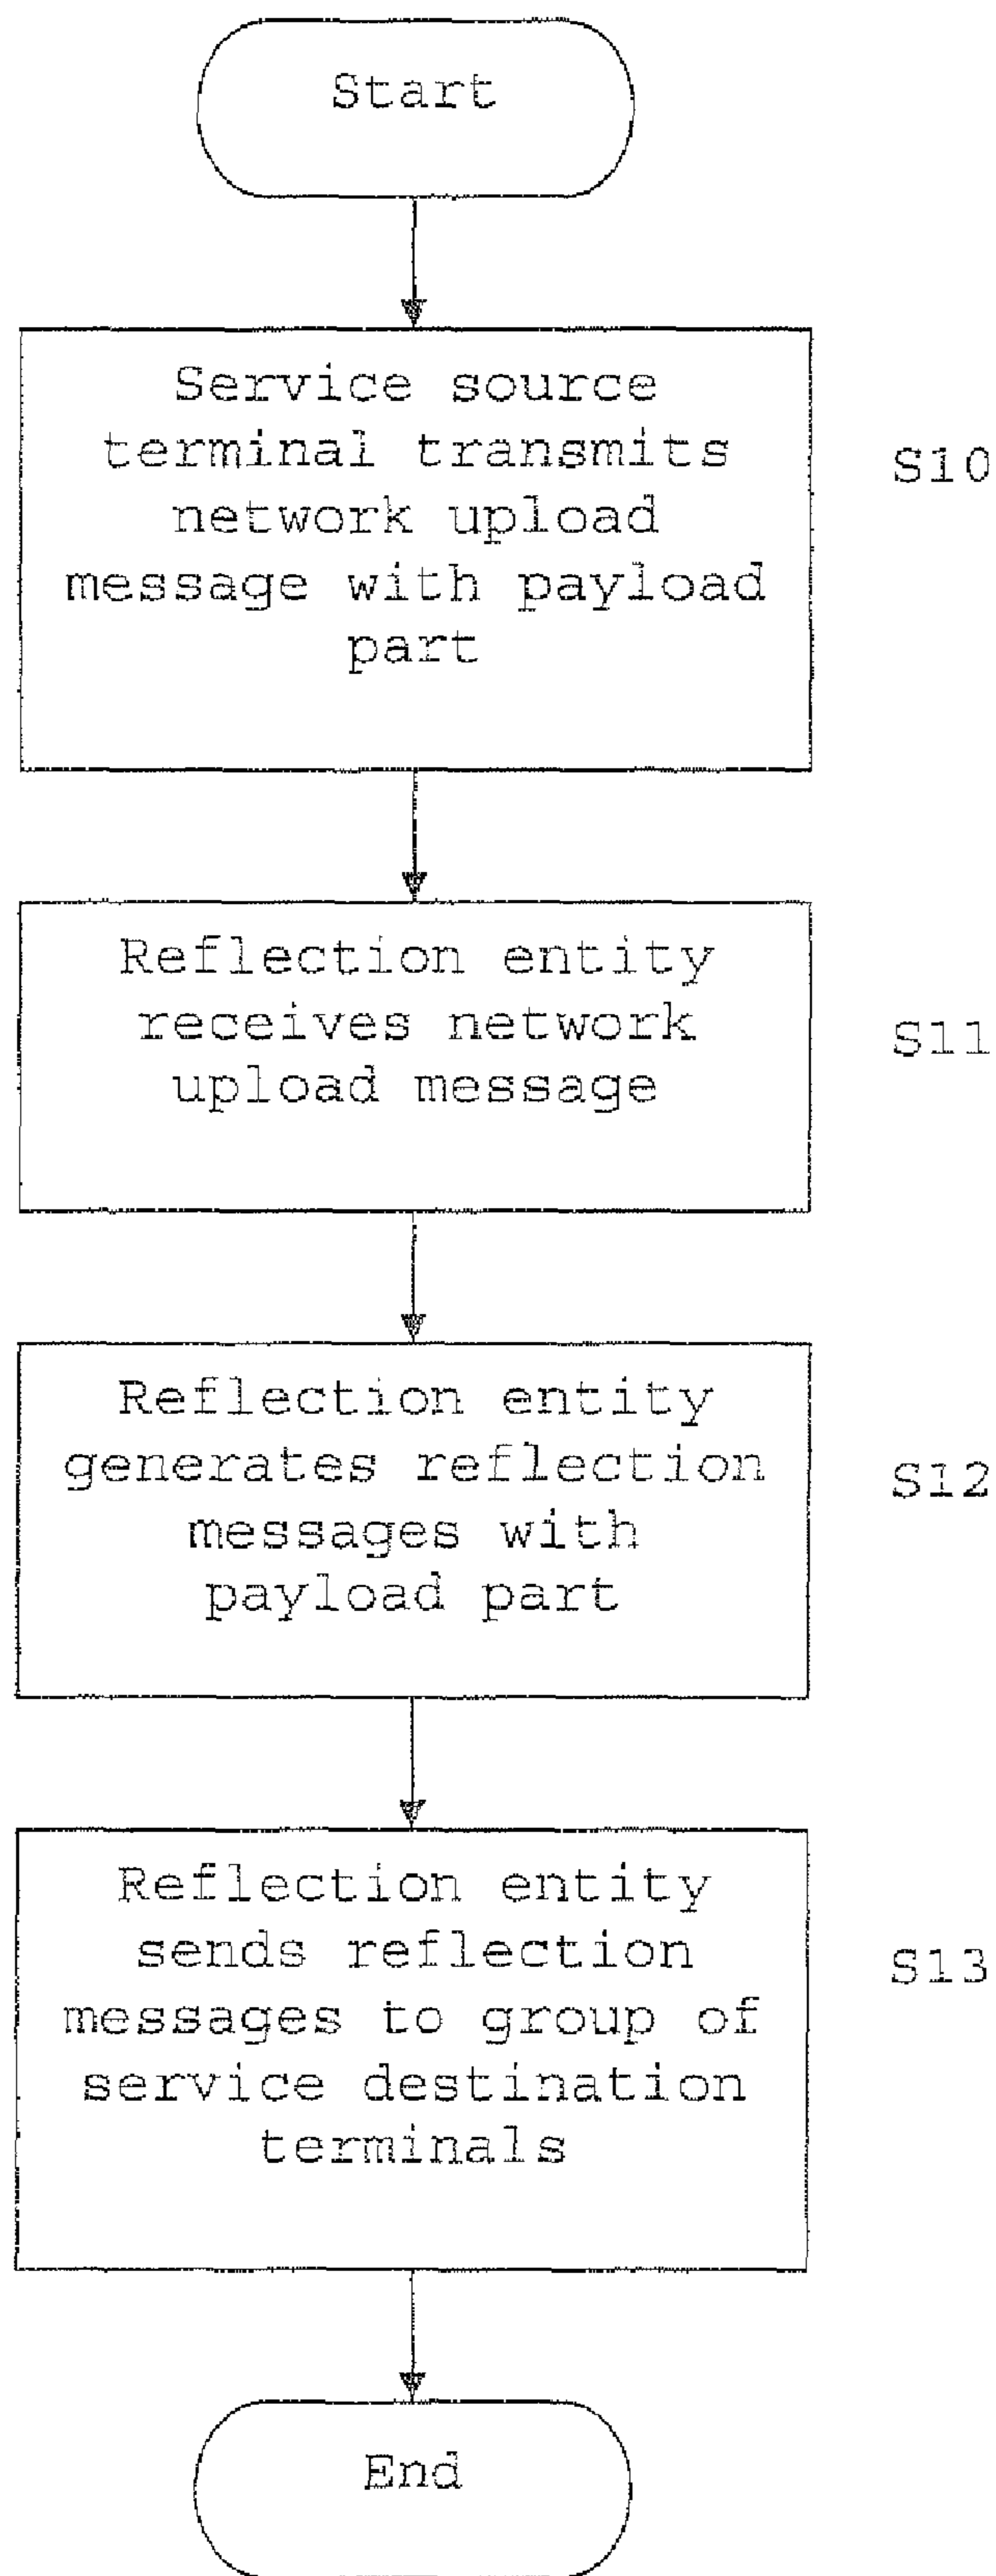 Start
Service source
terminal transmits
network upload
message with payload
part
S10
Reflection entity
receives network
upload message
S11
Reflection entity
generates reflection
messages with
payload part
S12
Reflection entity
sends reflection
messages to group of
service destination
terminals
S13
End